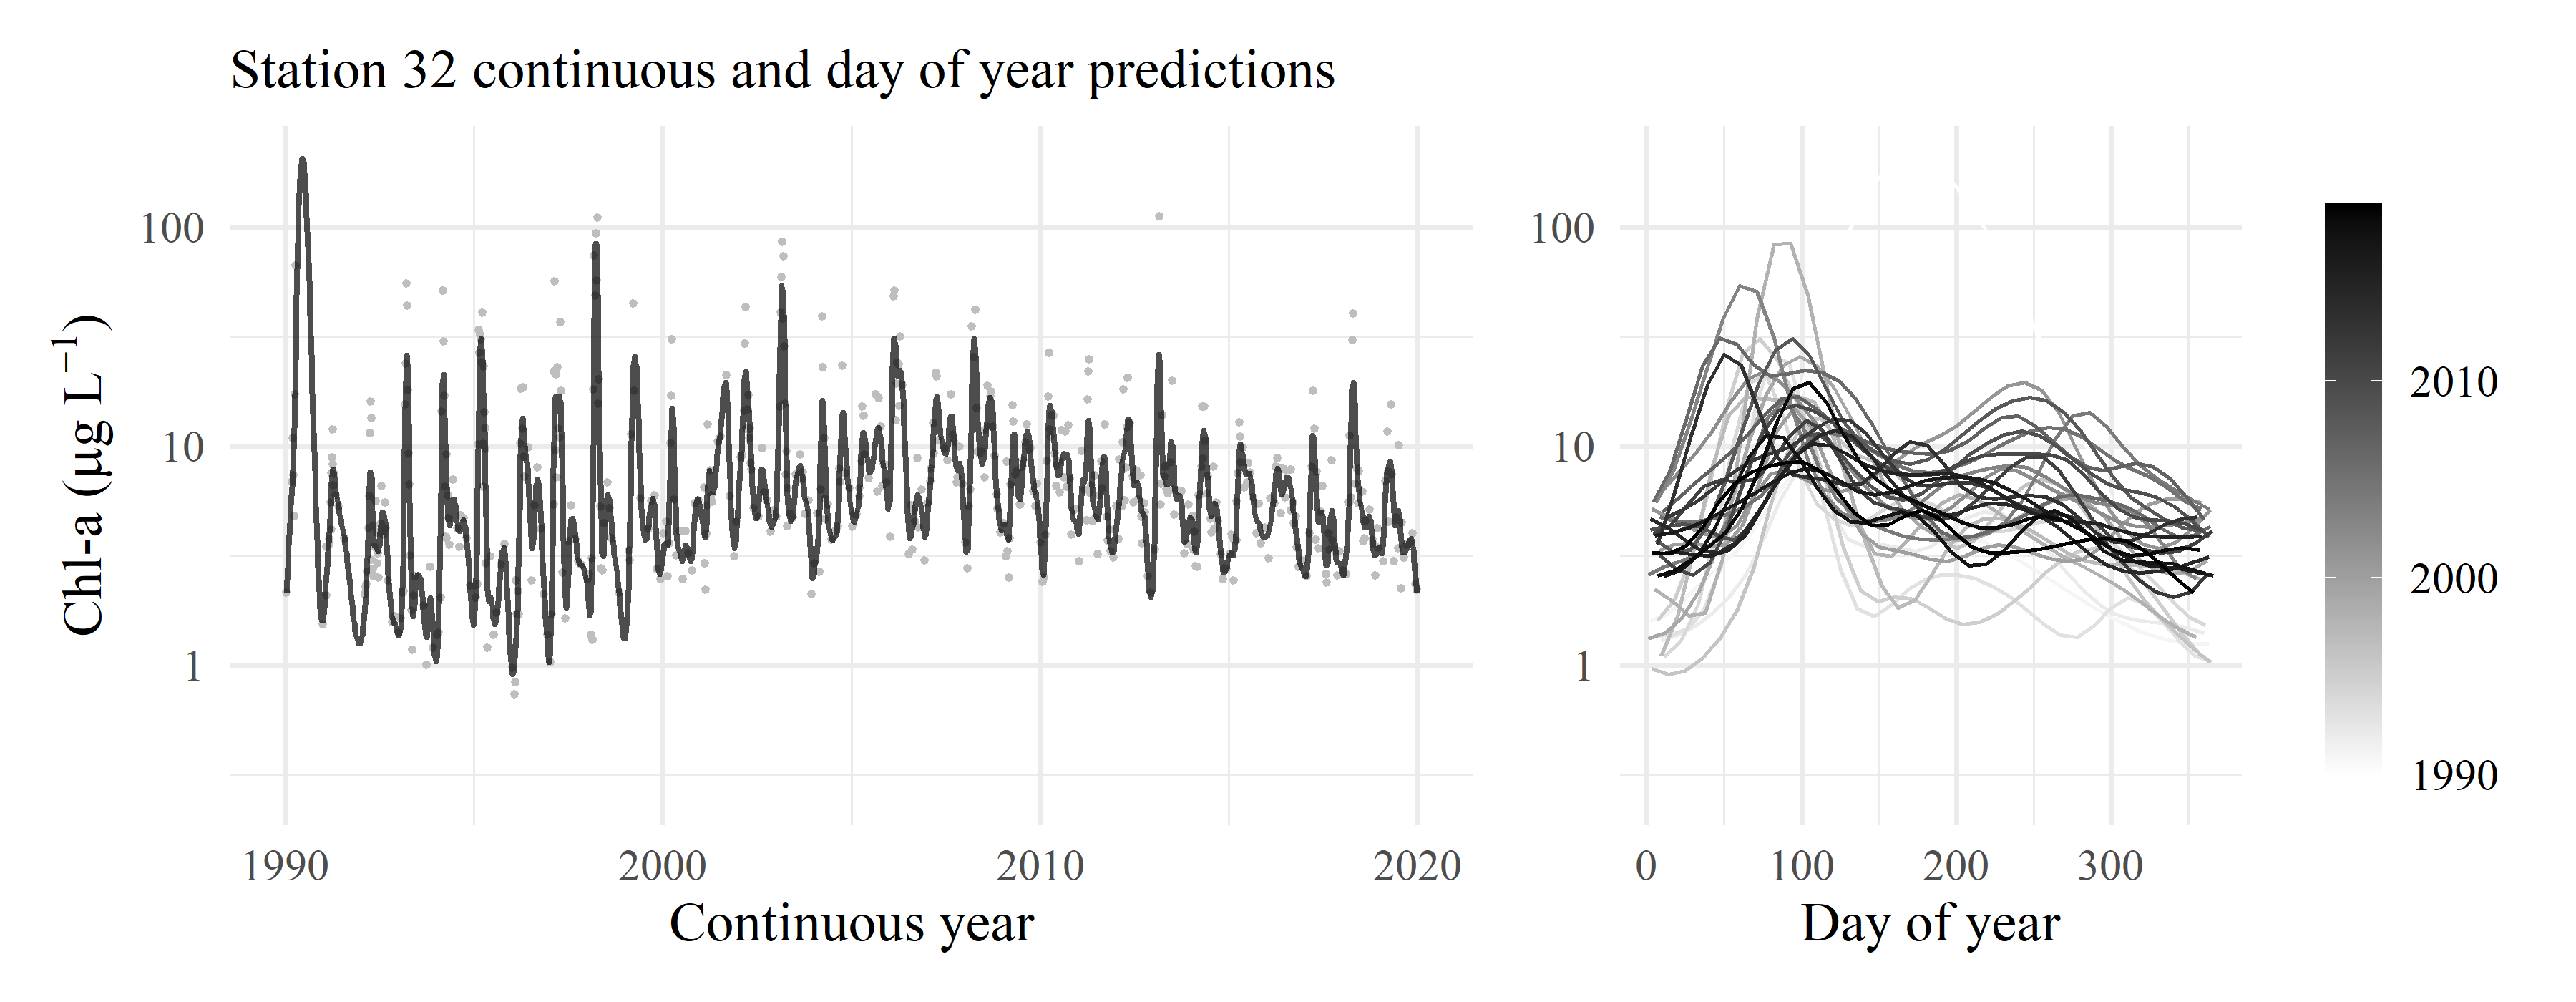 Station 32 continuous and day of year predictions
Chl-a (µg L⁻¹)
100
10
1
1990 2000 2010 2020
Continuous year
100
10
1
0 100 200 300
Day of year
2010
2000
1990